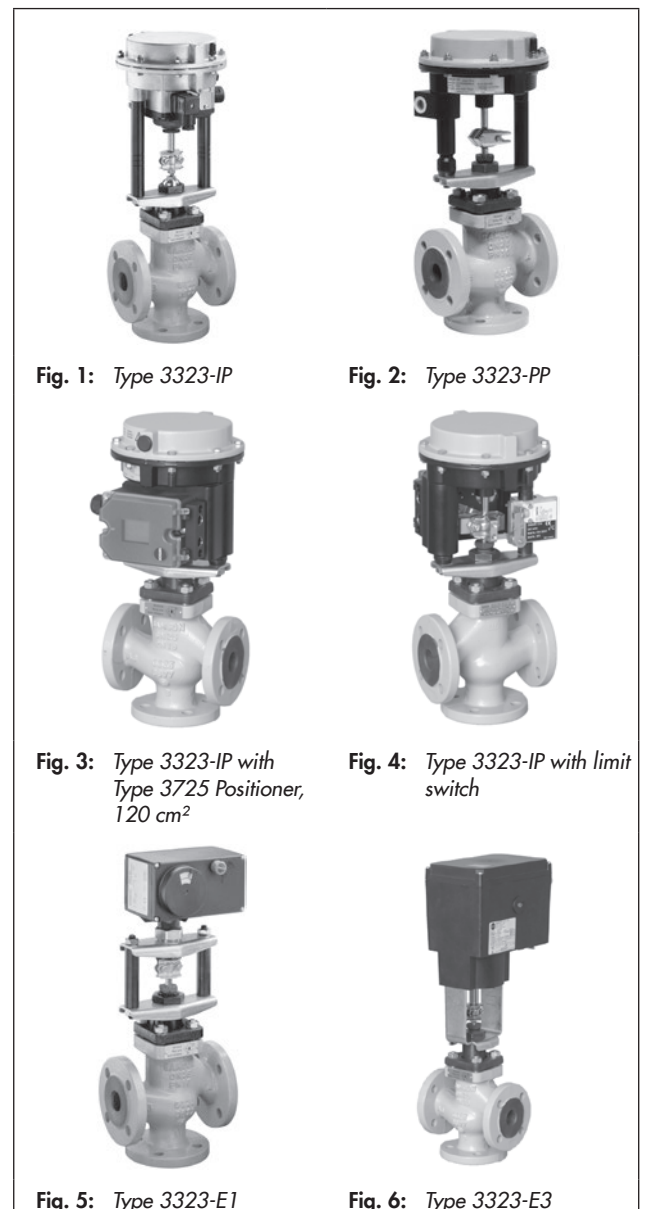 Fig. 1: Type 3323-IP
Fig. 2: Type 3323-PP
Fig. 3: Type 3323-IP with
Type 3725 Positioner,
120 cm²
Fig. 4: Type 3323-IP with limit
switch
Fig. 5: Type 3323-E1
Fig. 6: Type 3323-E3